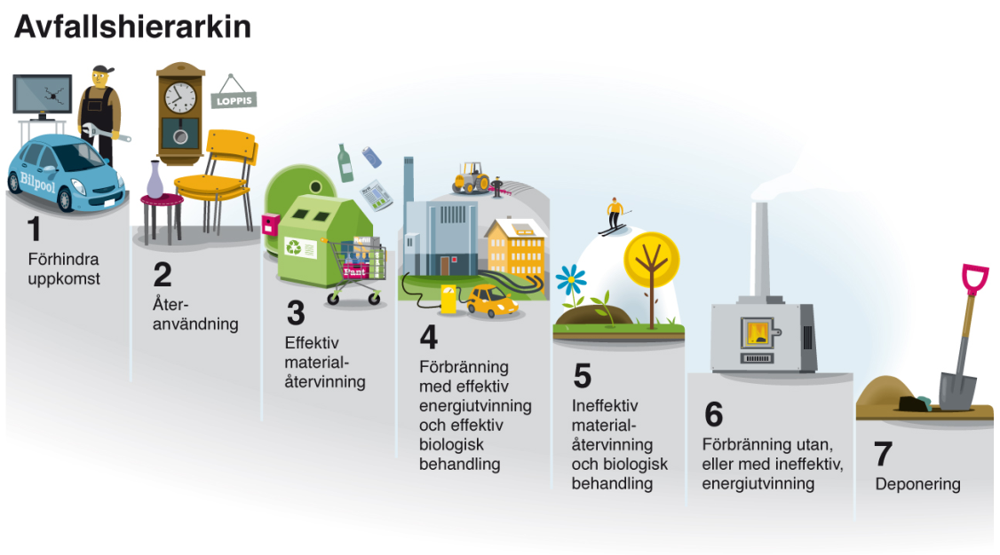 Avfallshierarkin
LOPPIS
Bilpool
1
Förhindra
uppkomst
2
Åter-
användning
Refill
Pant
3
Effektiv
material-
återvinning
4
Förbränning
med effektiv
energiutvinning
och effektiv
biologisk
behandling
5
Ineffektiv
material-
återvinning
och biologisk
behandling
6
Förbränning utan,
eller med ineffektiv,
energiutvinning
7
Deponering